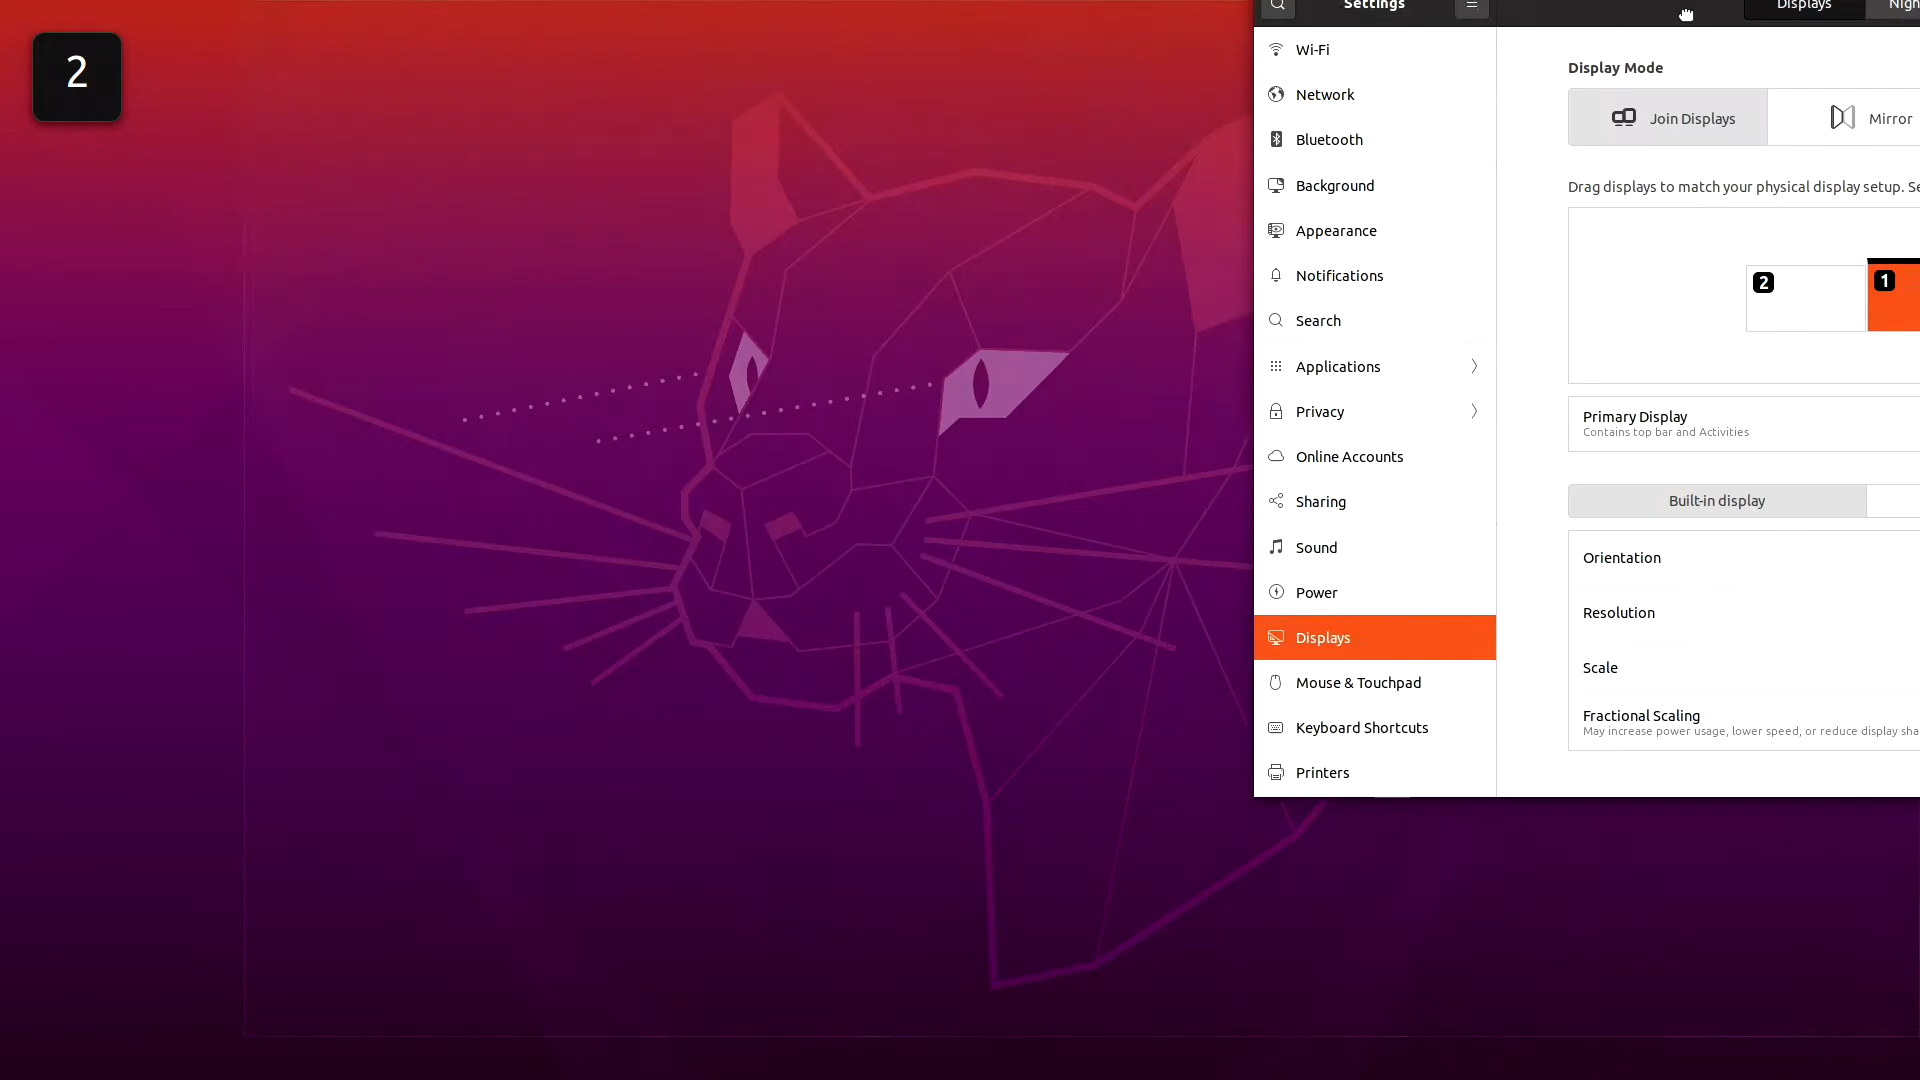 2
Settings
Displays
Wi-Fi
Network
Bluetooth
Background
Appearance
Notifications
Search
Applications
Privacy
Online Accounts
Sharing
Sound
Power
Displays
Mouse & Touchpad
Keyboard Shortcuts
Printers
Display Mode
Join Displays
Mirror
Drag displays to match your physical display setup.
2
1
Primary Display
Contains top bar and Activities
Built-in display
Orientation
Resolution
Scale
Fractional Scaling
May increase power usage, lower speed, or reduce display